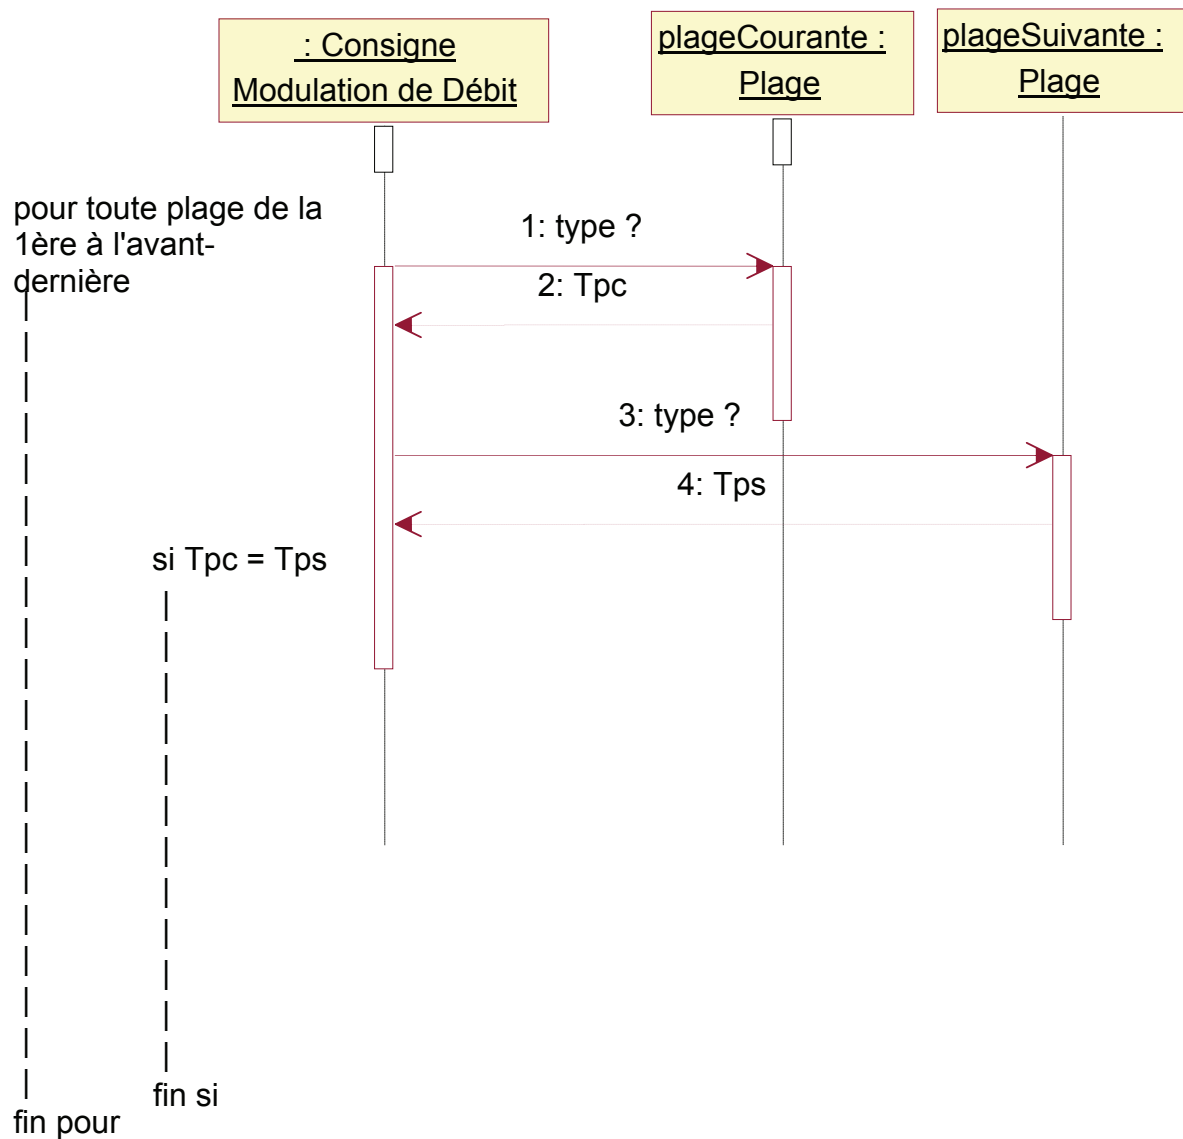 : Consigne
Modulation de Débit
plageCourante :
Plage
plageSuivante :
Plage
pour toute plage de la
1ère à l'avant-
dernière
1: type ?
2: Tpc
3: type ?
4: Tps
si Tpc = Tps
fin si
fin pour